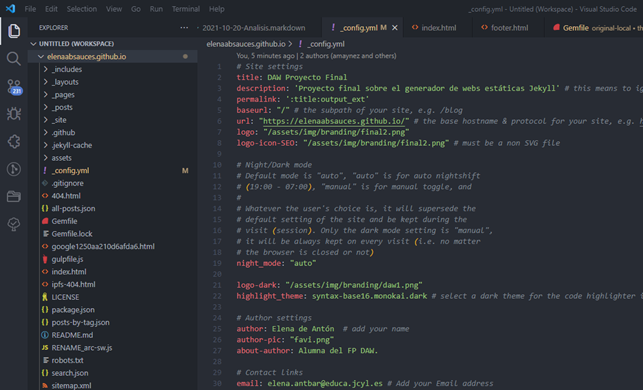 File Edit Selection View Go Run Terminal Help
_config.yml - Untitled (Workspace) - Visual Studio Code
EXPLORER
2021-10-20-Analisis.markdown
_config.yml M
index.html
footer.html
Gemfile original-local
UNTITLED (WORKSPACE)
elenaabsauces.github.io
_includes
_layouts
_pages
_posts
_site
.github
.jekyll-cache
assets
_config.yml M
.gitignore
404.html
all-posts.json
Gemfile
Gemfile.lock
google1250aa210d6afda6.html
gulpfile.js
index.html
ipfs-404.html
LICENSE
package.json
posts-by-tag.json
README.md
RENAME_arc-sw.js
robots.txt
search.json
sitemap.xml
231
elenaabsauces.github.io > _config.yml
You, 5 minutes ago | 2 authors (amaynez and others)
1 # Site settings
2 title: DAW Proyecto Final
3 description: 'Proyecto final sobre el generador de webs estáticas Jekyll' # this means to
4 permalink: ':title:output_ext'
5 baseurl: "/" # the subpath of your site, e.g. /blog
6 url: "https://elenaabsauces.github.io/" # the base hostname & protocol for your site, e.g.
7 logo: "/assets/img/branding/final2.png"
8 logo-icon-SEO: "/assets/img/branding/final2.png" # must be a non SVG file
9
10 # Night/Dark mode
11 # Default mode is "auto", "auto" is for auto nightshift
12 # (19:00 - 07:00), "manual" is for manual toggle, and
13 #
14 # Whatever the user's choice is, it will supersede the
15 # default setting of the site and be kept during the
16 # visit (session). Only the dark mode setting is "manual",
17 # it will be always kept on every visit (i.e. no matter
18 # the browser is closed or not)
19 night_mode: "auto"
20
21 logo-dark: "/assets/img/branding/daw1.png"
22 highlight_theme: syntax-base16.monokai.dark # select a dark theme for the code highlighter
23
24 # Author settings
25 author: Elena de Antón # add your name
26 author-pic: "favi.png"
27 about-author: Alumna del FP DAW.
28
29 # Contact links
30 email: elena.antbar@educa.jcyl.es # Add your Email address